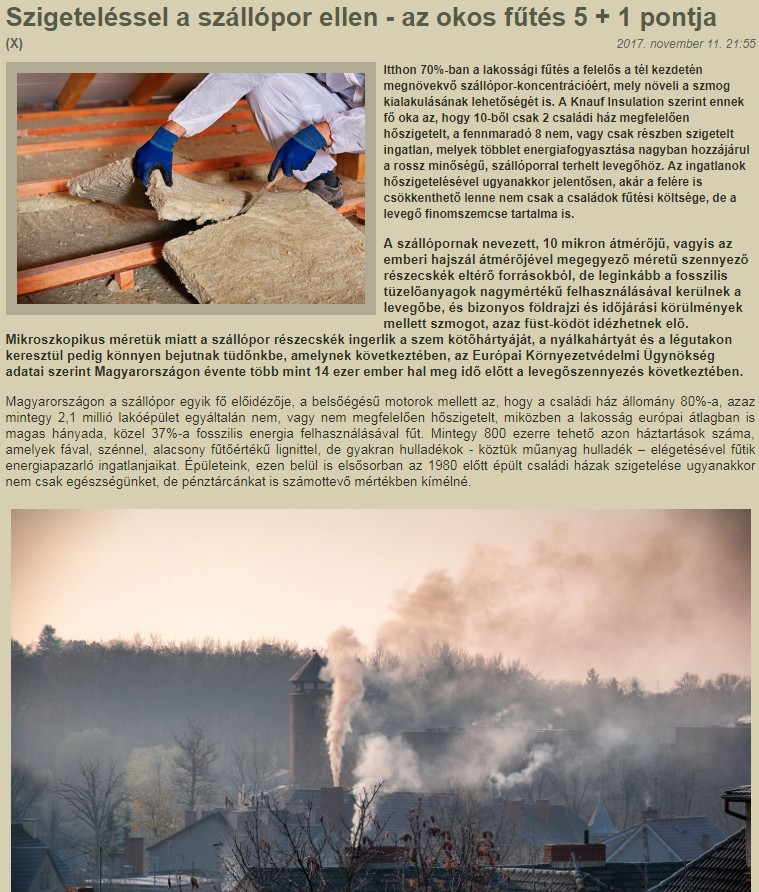 Szigeteléssel a szállópor ellen - az okos fűtés 5 + 1 pontja
(X)
2017. november 11. 21:55
Itthon 70%-ban a lakossági fűtés a felelős a tél kezdetén
megnövekvő szállópor-koncentrációért, mely növeli a szmog
kialakulásának lehetőségét is. A Knauf Insulation szerint ennek
fő oka az, hogy 10-ből csak 2 családi ház megfelelően
hőszigetelt, a fennmaradó 8 nem, vagy csak részben szigetelt
ingatlan, melyek többlet energiafogyasztása nagyban hozzájárul
a rossz minőségű, szállóporral terhelt levegőhöz. Az ingatlanok
hőszigetelésével ugyanakkor jelentősen, akár a felére is
csökkenthető lenne nem csak a családok fűtési költsége, de a
levegő finomszemcse tartalma is.
A szállópornak nevezett, 10 mikron átmérőjű, vagyis az
emberi hajszál átmérőjével megegyező méretű szennyező
részecskék eltérő forrásokból, de leginkább a fosszilis
tüzelőanyagok nagymértékű felhasználásával kerülnek a
levegőbe, és bizonyos földrajzi és időjárási körülmények
mellett szmogot, azaz füst-ködöt idézhetnek elő.
Mikroszkopikus méretük miatt a szállópor részecskék ingerlik a szem kötőhártyáját, a nyálkahártyát és a légutakon
keresztül pedig könnyen bejutnak tüdőnkbe, amelynek következtében, az Európai Környezetvédelmi Ügynökség
adatai szerint Magyarországon évente több mint 14 ezer ember hal meg idő előtt a levegőszennyezés következtében.
Magyarországon a szállópor egyik fő előidézője, a belsőégésű motorok mellett az, hogy a családi ház állomány 80%-a, azaz
mintegy 2,1 millió lakóépület egyáltalán nem, vagy nem megfelelően hőszigetelt, miközben a lakosság európai átlagban is
magas hányada, közel 37%-a fosszilis energia felhasználásával fűt. Mintegy 800 ezerre tehető azon háztartások száma,
amelyek fával, szénnel, alacsony fűtőértékű lignittel, de gyakran hulladékok - köztük műanyag hulladék – elégetésével fűtik
energiapazarló ingatlanjaikat. Épületeink, ezen belül is elsősorban az 1980 előtt épült családi házak szigetelése ugyanakkor
nem csak egészségünket, de pénztárcánkat is számottevő mértékben kímélné.